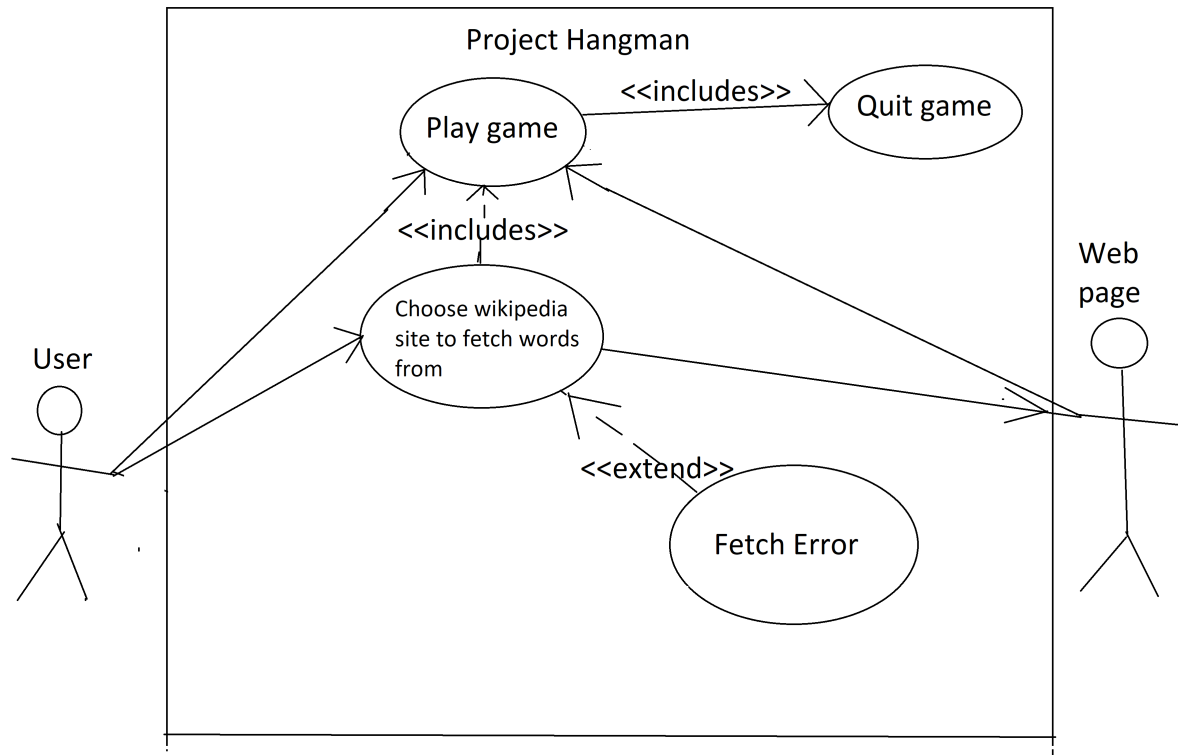 Project Hangman
<<includes>>
Quit game
Play game
<<includes>>
Web
page
Choose wikipedia
site to fetch words
from
User
<<extend>>
Fetch Error